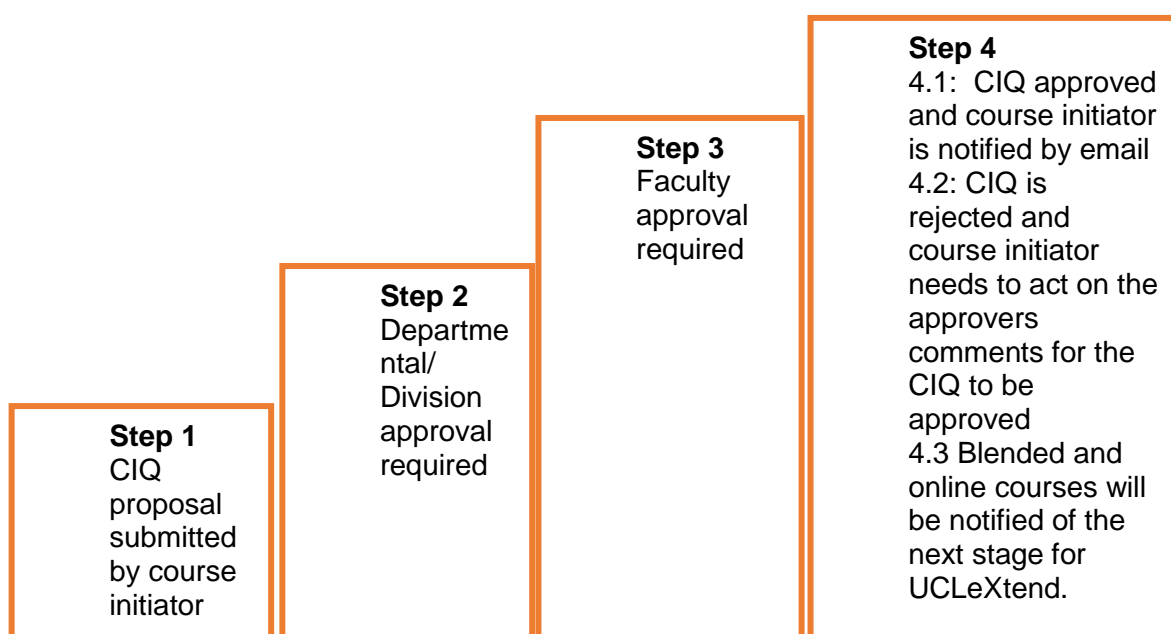 Step 1
CIQ
proposal
submitted
by course
initiator
Step 2
Departme
ntal/
Division
approval
required
Step 3
Faculty
approval
required
Step 4
4.1:  CIQ approved
and course initiator
is notified by email
4.2: CIQ is
rejected and
course initiator
needs to act on the
approvers
comments for the
CIQ to be
approved
4.3 Blended and
online courses will
be notified of the
next stage for
UCLeXtend.